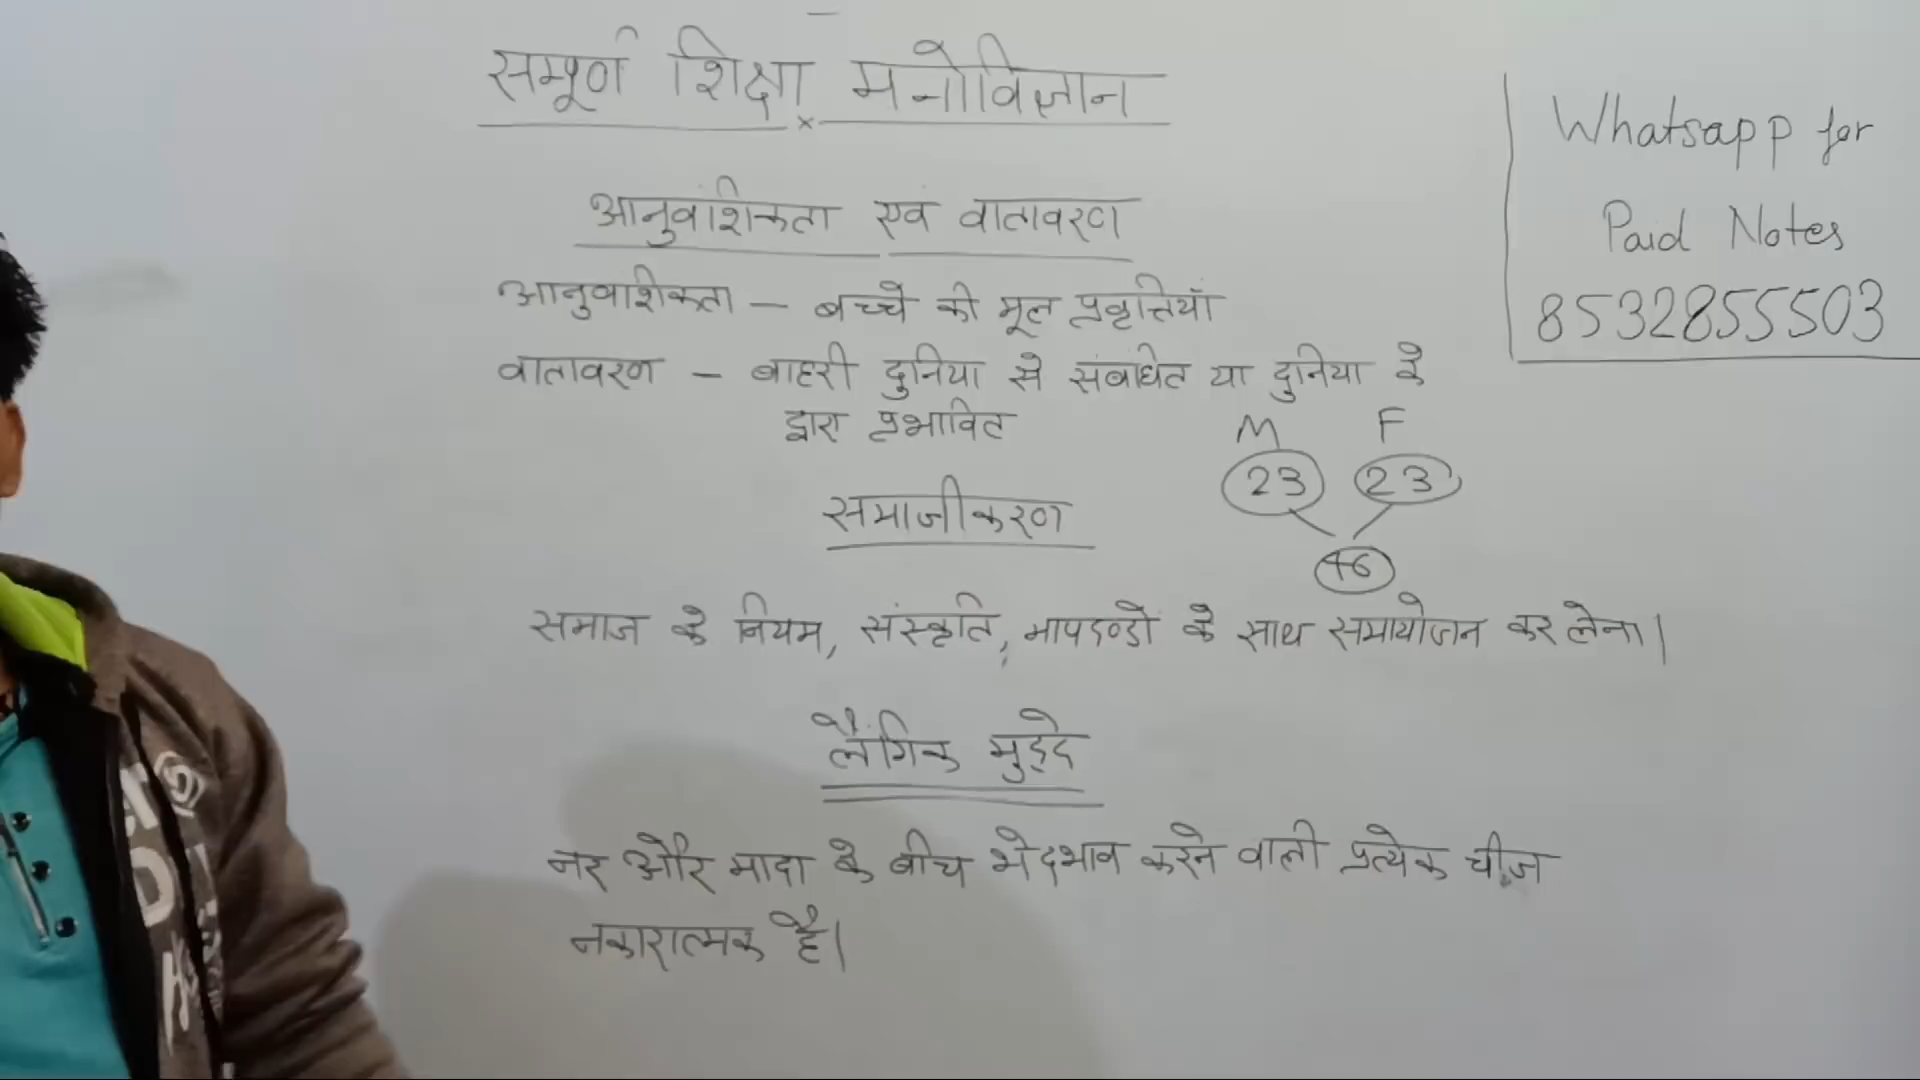 सम्पूर्ण शिक्षा मनोविज्ञान
आनुवंशिकता एवं वातावरण
आनुवांशिकता — बच्चे की मूल प्रवृत्तियाँ
वातावरण — बाहरी दुनिया से संबंधित या दुनिया के
द्वारा प्रभावित
M F
23 23
46
समाजीकरण
समाज के नियम, संस्कृति, मापदण्डो के साथ समायोजन कर लेना।
लैंगिक मुद्दे
नर और मादा के बीच भेदभाव करने वाली प्रत्येक चीज
नकारात्मक है।
Whatsapp for
Paid Notes
8532855503